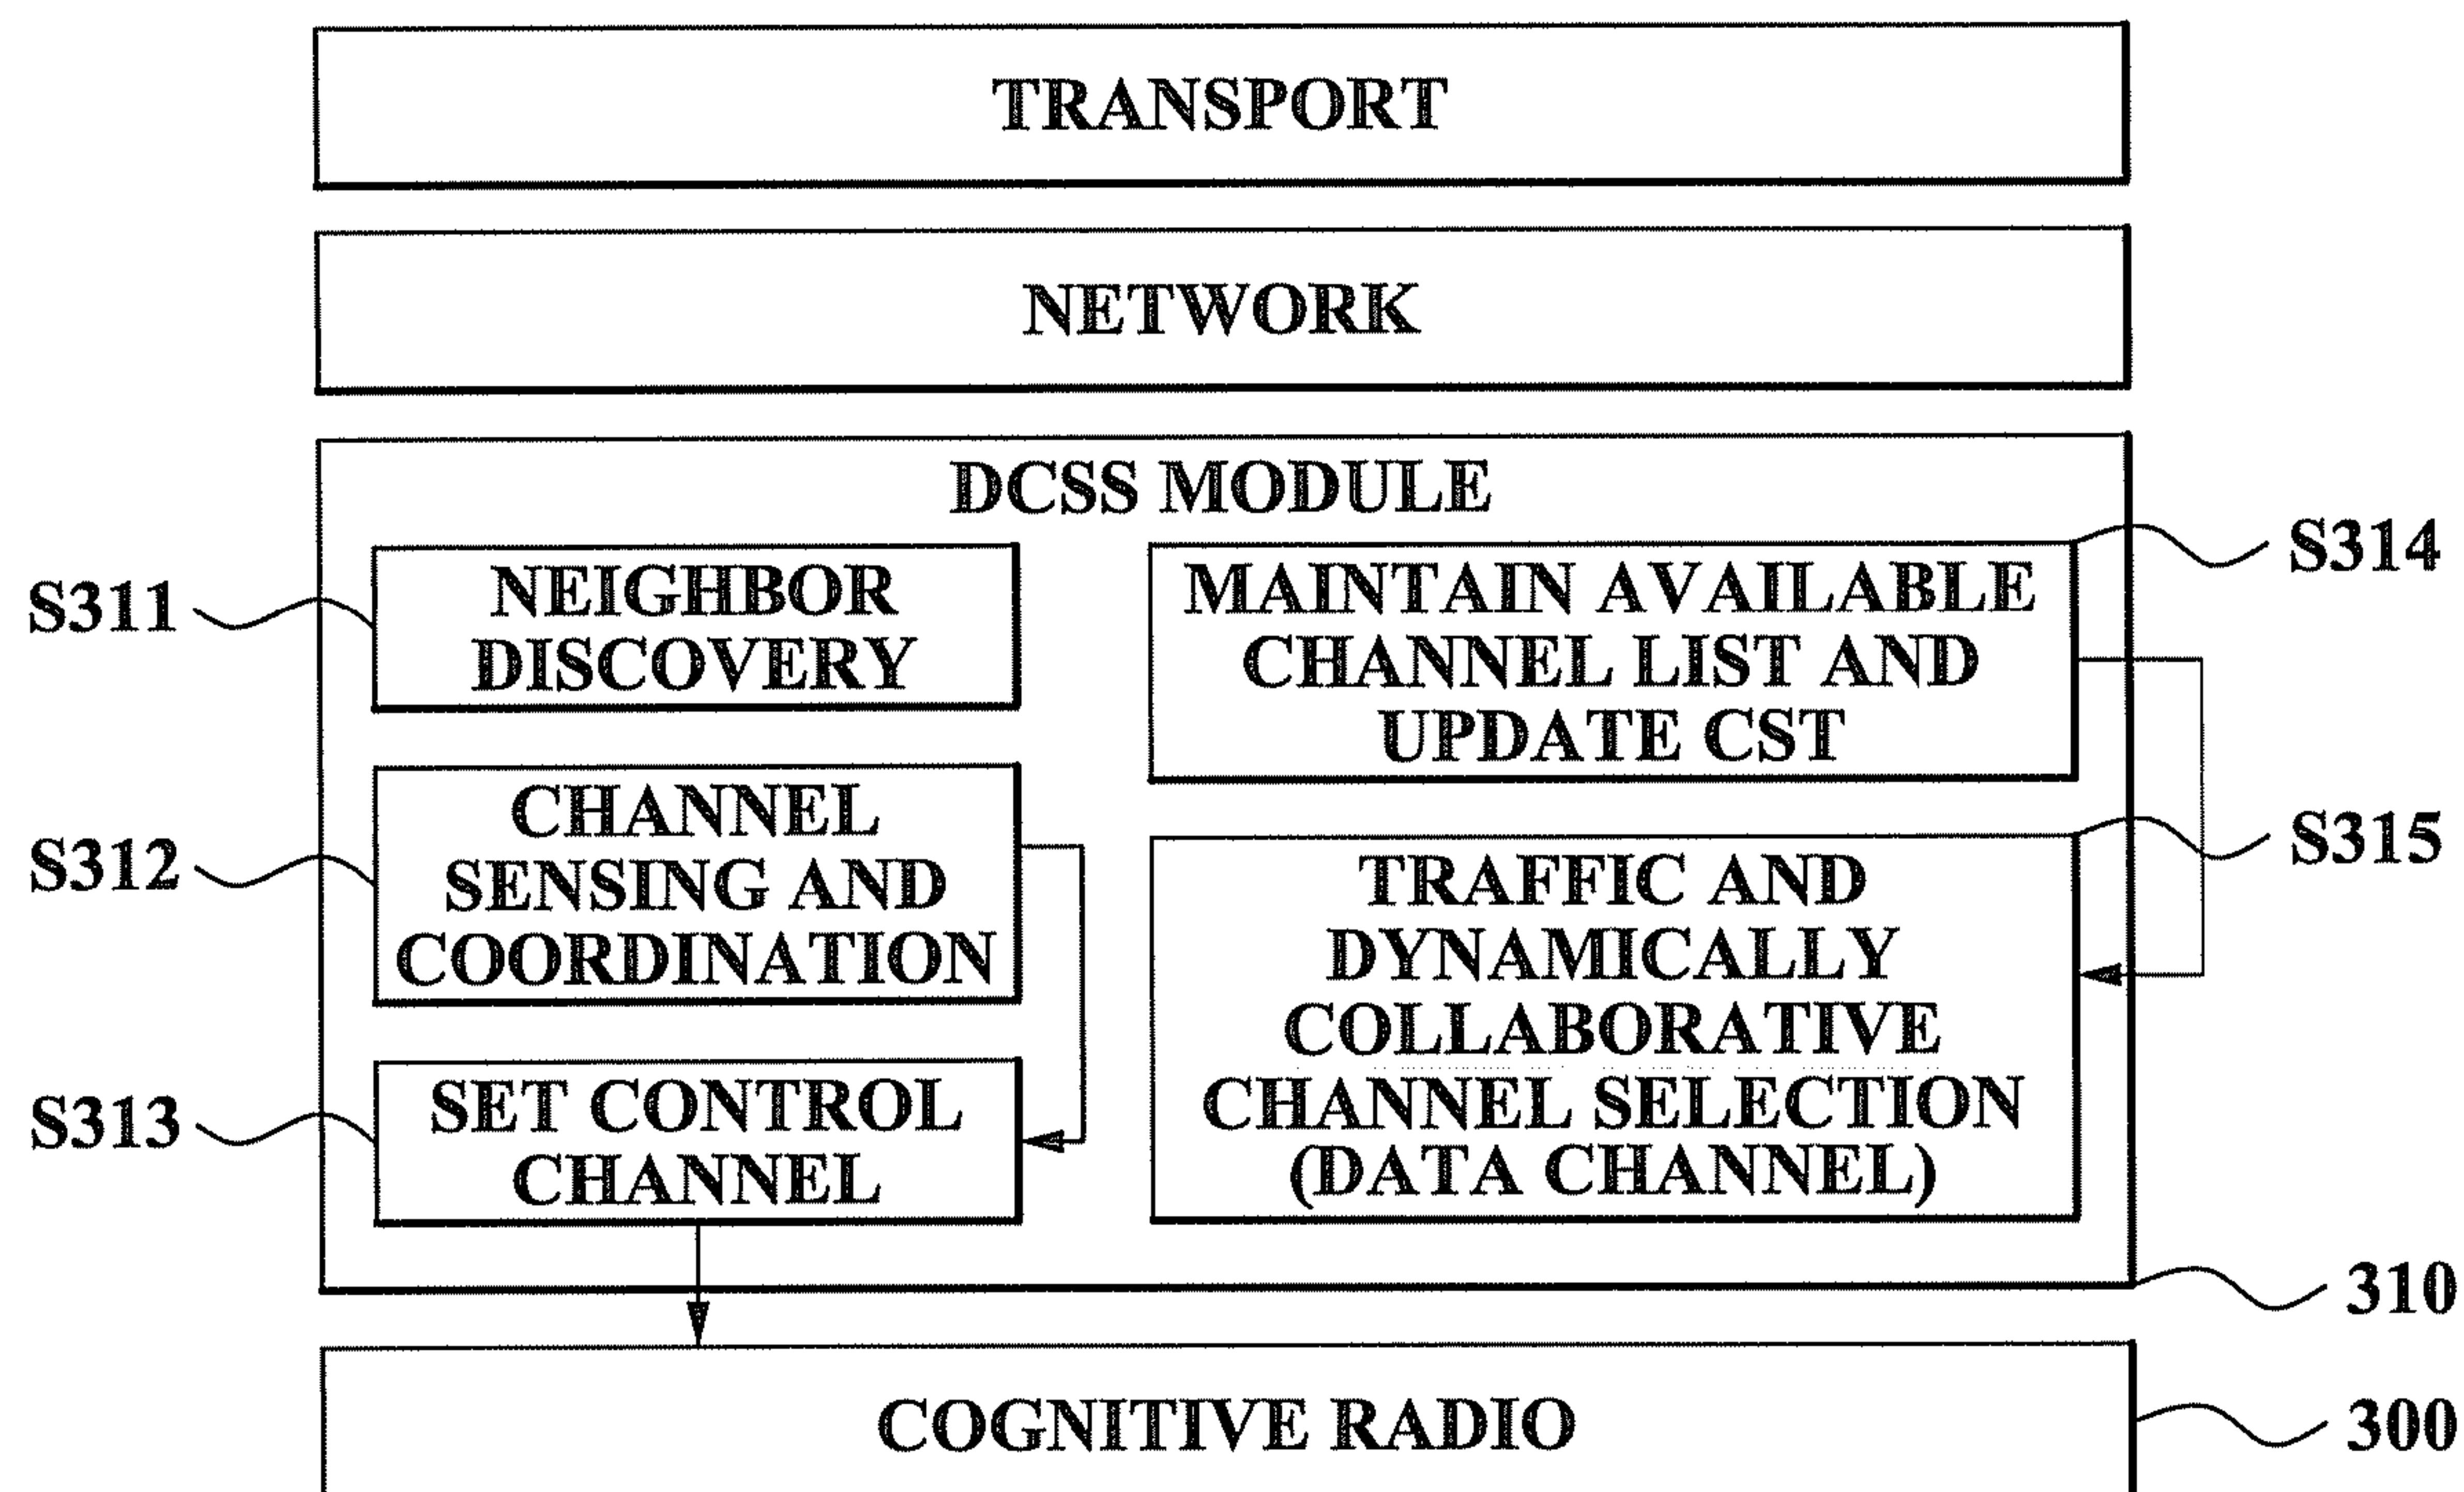 TRANSPORT
NETWORK
DCSS MODULE
S311
NEIGHBOR
DISCOVERY
S312
CHANNEL
SENSING AND
COORDINATION
S313
SET CONTROL
CHANNEL
MAINTAIN AVAILABLE
CHANNEL LIST AND
UPDATE CST
S314
TRAFFIC AND
DYNAMICALLY
COLLABORATIVE
CHANNEL SELECTION
(DATA CHANNEL)
S315
310
COGNITIVE RADIO
300